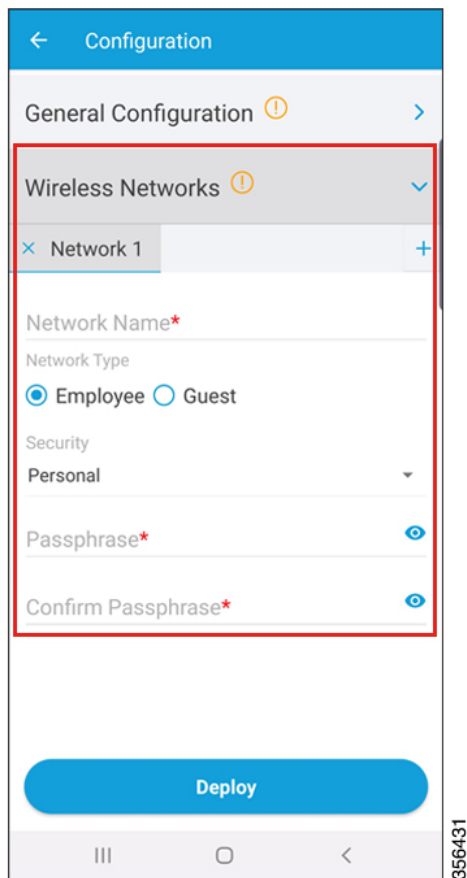 Configuration
General Configuration
Wireless Networks
Network 1
Network Name*
Network Type
Employee Guest
Security
Personal
Passphrase*
Confirm Passphrase*
Deploy
356431